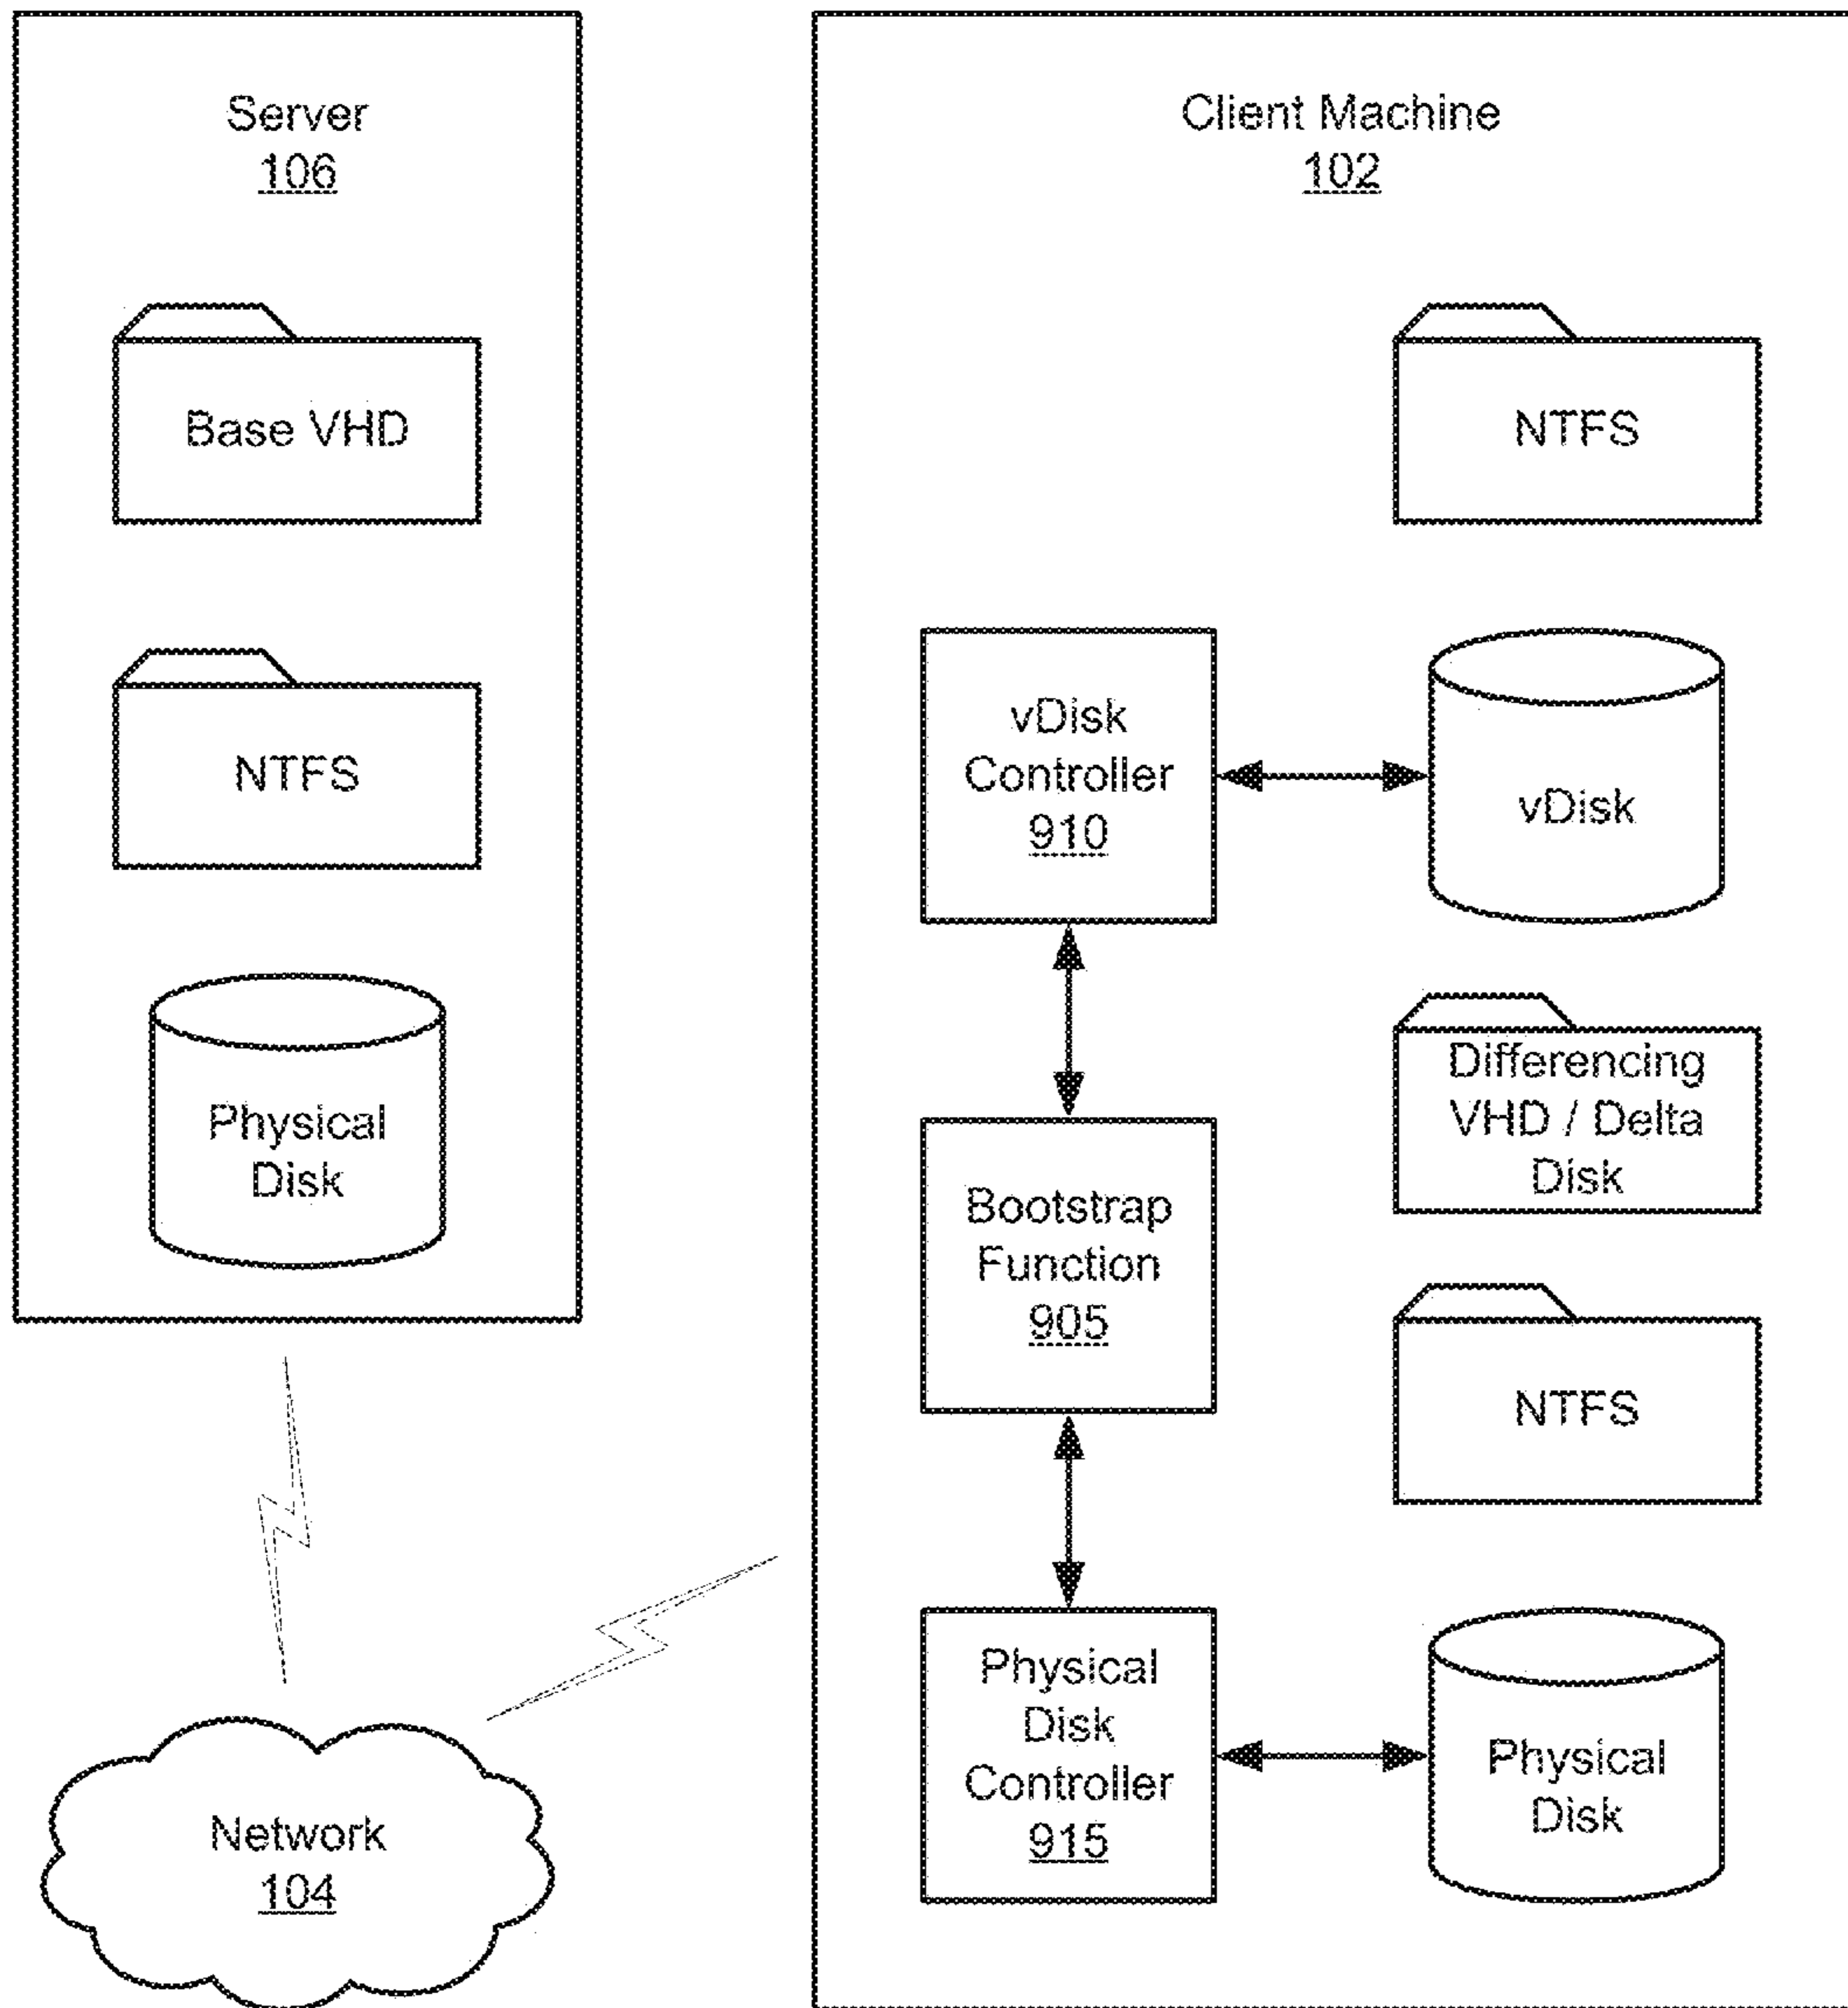 Server
106
Base VHD
NTFS
Physical
Disk
Network
104
Client Machine
102
NTFS
vDisk
Controller
910
vDisk
Differencing
VHD / Delta
Disk
Bootstrap
Function
905
NTFS
Physical
Disk
Controller
915
Physical
Disk